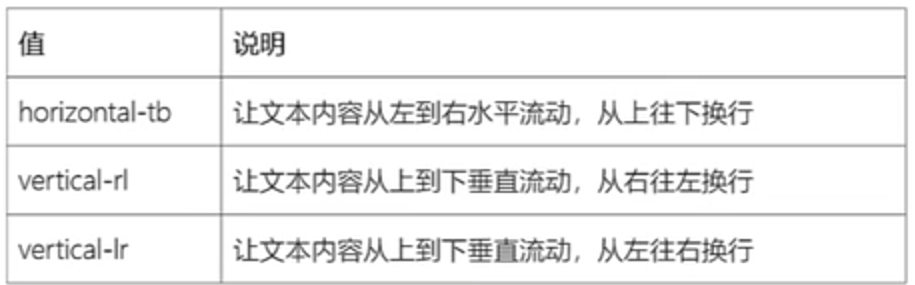 值 说明
horizontal-tb 让文本内容从左到右水平流动，从上往下换行
vertical-rl 让文本内容从上到下垂直流动，从右往左换行
vertical-lr 让文本内容从上到下垂直流动，从左往右换行